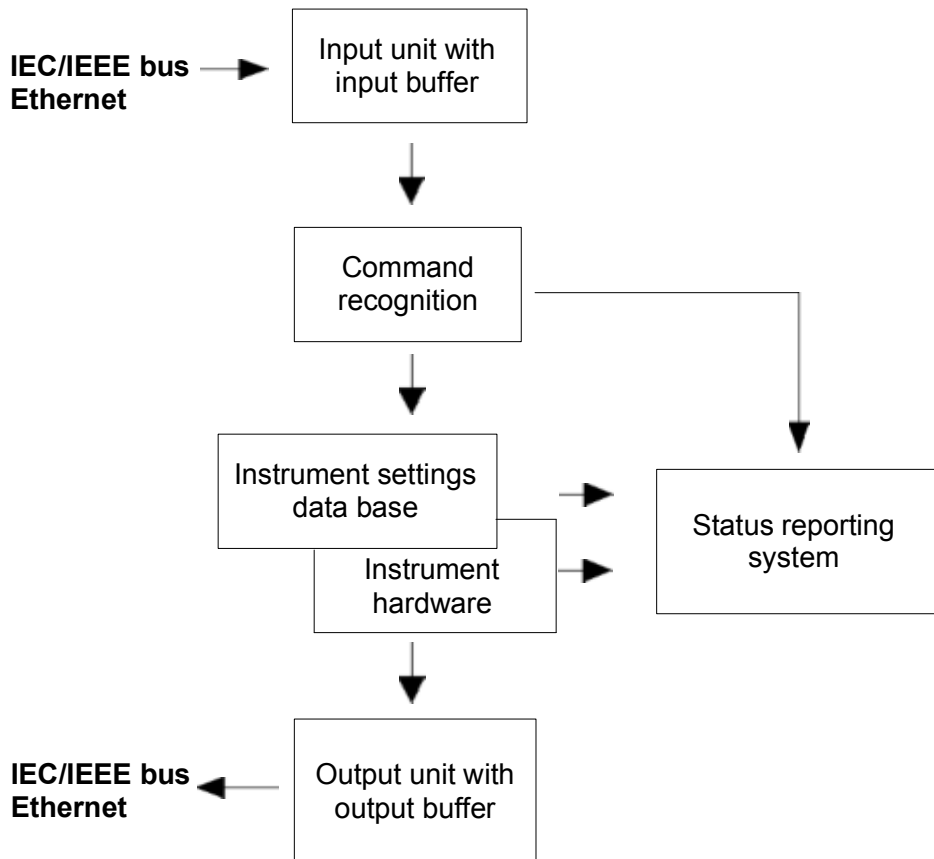 IEC/IEEE bus
Ethernet
Input unit with
input buffer
Command
recognition
Instrument settings
data base
Instrument
hardware
Status reporting
system
IEC/IEEE bus
Ethernet
Output unit with
output buffer